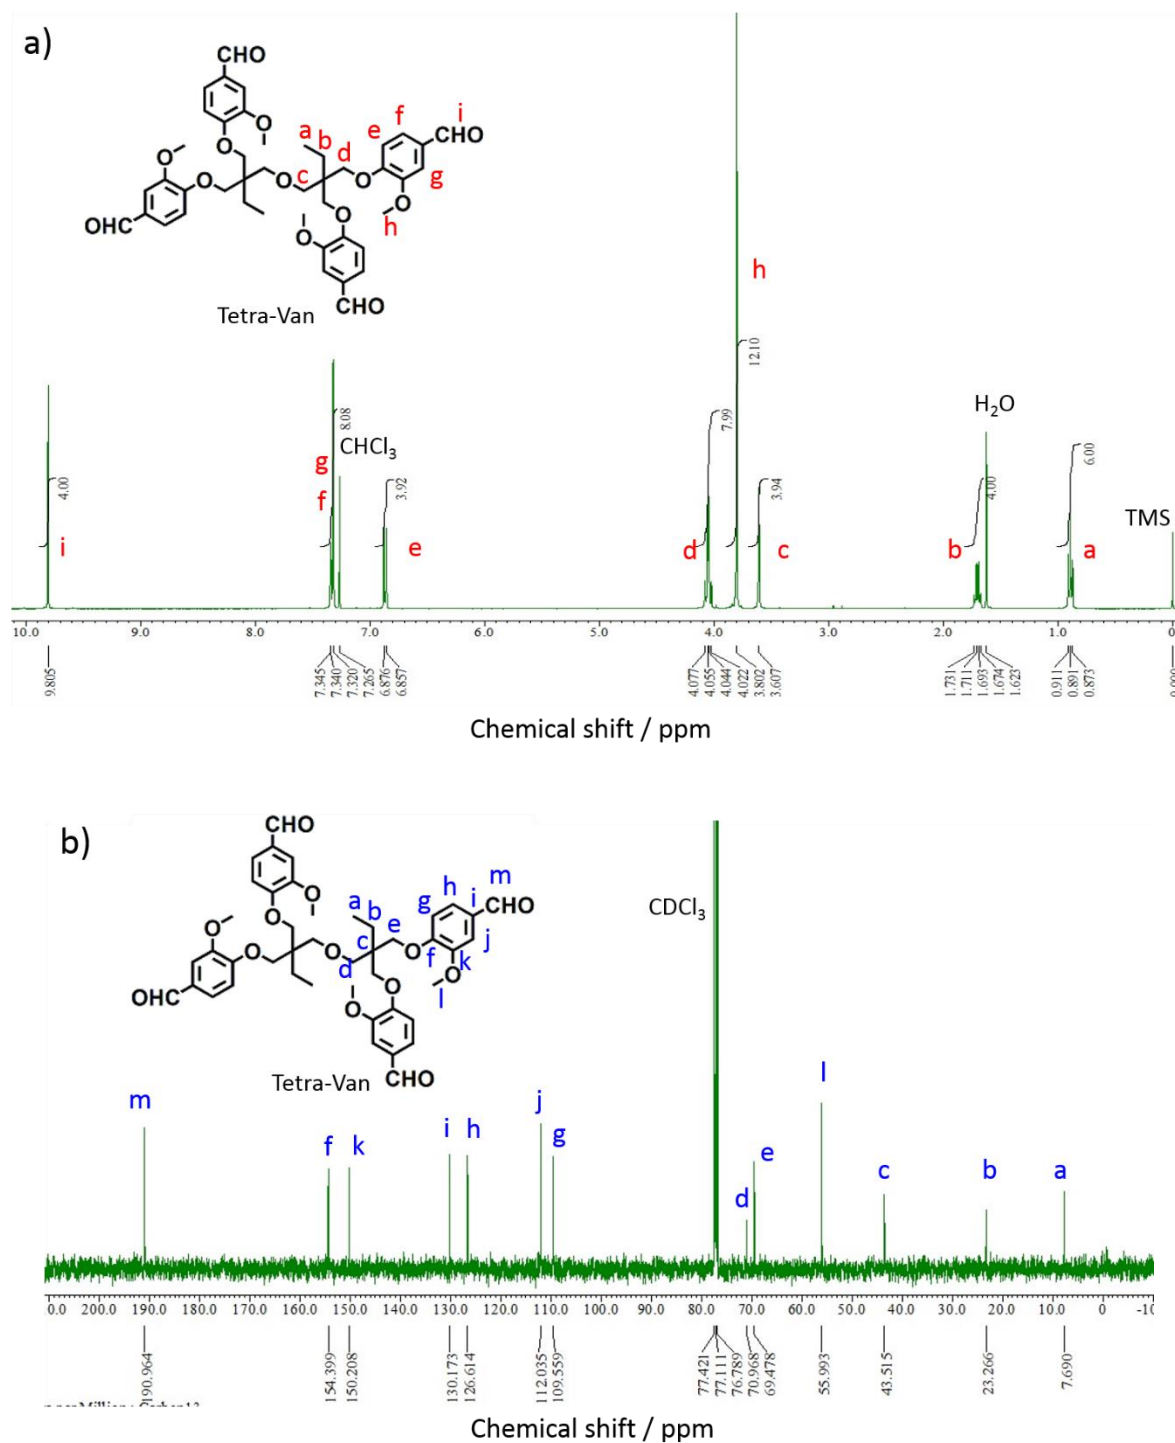 a)
CHO
O
O
CHO
a
b
d
e
f
i
CHO
O
O
O
O
c
O
g
O
h
OHC
O
O
CHO
Tetra-Van
h
12.10
8.08
CHCl3
g
f
4.00
i
3.92
e
7.99
d
3.94
c
H2O
4.00
b
6.00
a
TMS
10.0 9.0 8.0 7.0 6.0 5.0 4.0 3.0 2.0 1.0 0
9.805 7.345 7.340 7.320 7.265 6.876 6.857 4.077 4.055 4.044 4.022 3.802 3.607 1.731 1.711 1.693 1.674 1.623 0.911 0.891 0.873
Chemical shift / ppm
b)
CHO
O
O
CHO
a
b
e
g
h
i
m
CHO
O
O
O
O
d
c
O
f
k
j
O
l
OHC
O
O
CHO
Tetra-Van
CDCl3
m
f
k
i
h
j
g
d
e
l
c
b
a
0.0 200.0 190.0 180.0 170.0 160.0 150.0 140.0 130.0 120.0 110.0 100.0 90.0 80.0 70.0 60.0 50.0 40.0 30.0 20.0 10.0 0 -10
190.964 154.399 150.208 130.173 126.614 112.035 109.559 77.421 77.111 76.789 70.968 69.478 55.993 43.515 23.266 7.690
Chemical shift / ppm